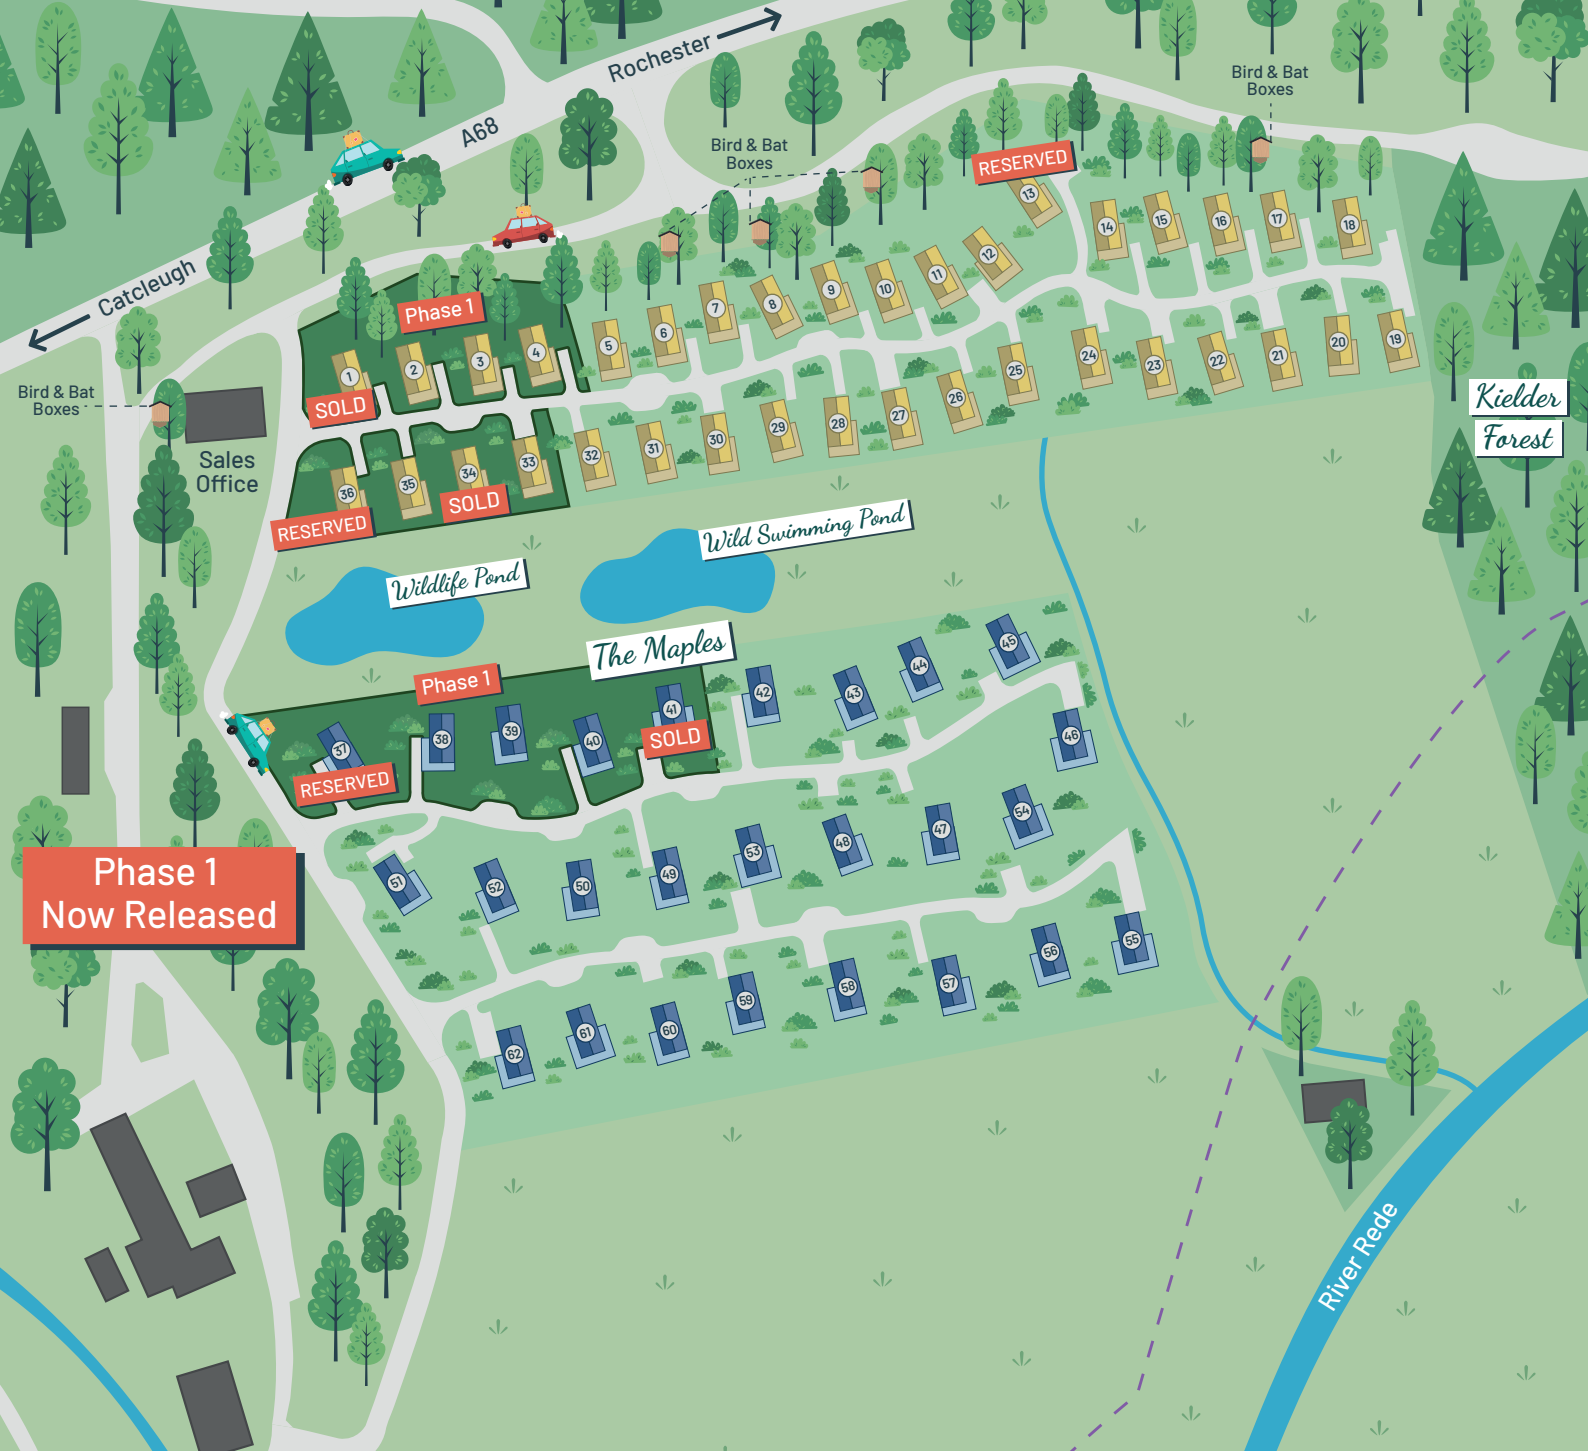 Rochester
A68
Catcleugh
Bird & Bat
Boxes
Bird & Bat
Boxes
Bird & Bat
Boxes
Sales
Office
Phase 1
RESERVED
1
2
3
4
5
6
7
8
9
10
11
12
13
14
15
16
17
18
SOLD
19
20
21
22
23
24
25
26
27
28
29
30
31
32
33
34
35
36
SOLD
RESERVED
Kielder
Forest
Wild Swimming Pond
Wildlife Pond
The Maples
Phase 1
37
38
39
40
41
42
43
44
45
46
RESERVED
SOLD
47
48
49
50
51
52
53
54
55
56
57
58
59
60
61
62
Phase 1
Now Released
River Rede